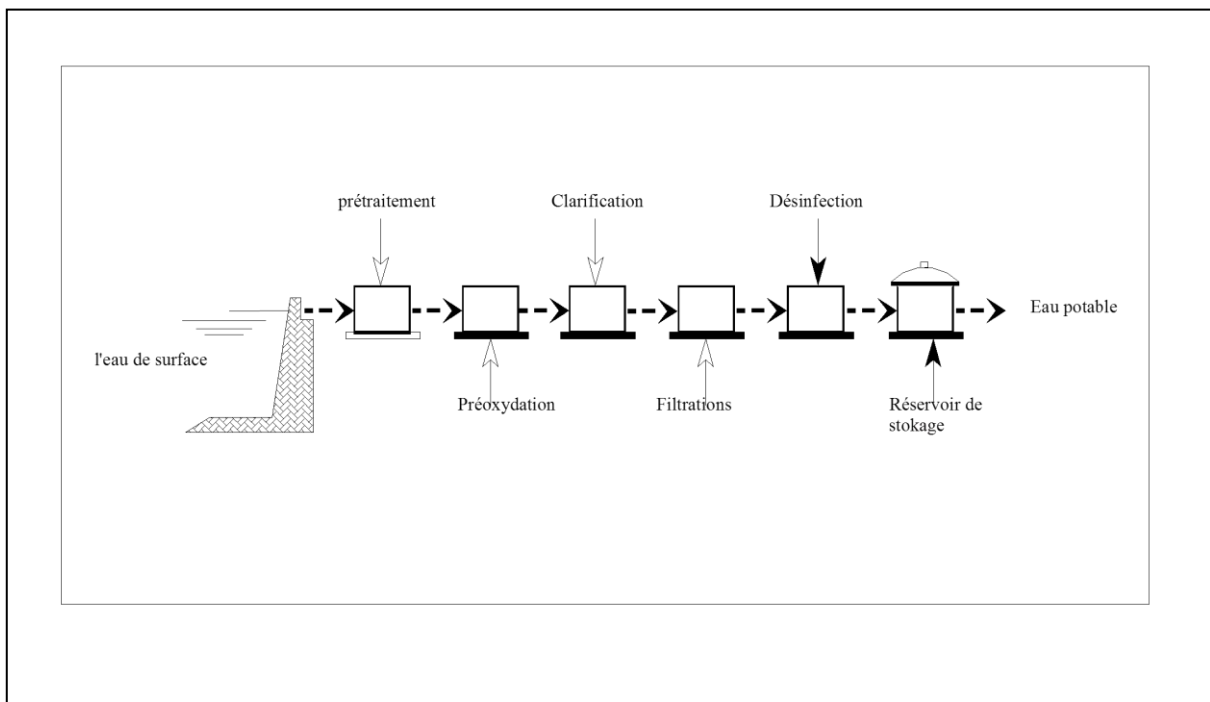 prétraitement
Clarification
Désinfection
Eau potable
l'eau de surface
Préoxydation
Filtrations
Réservoir de
stokage